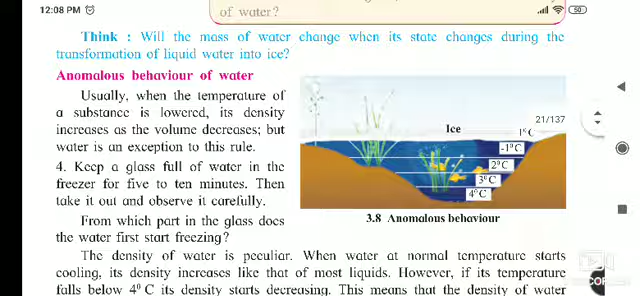 12:08 PM
of water?
50
Think : Will the mass of water change when its state changes during the
transformation of liquid water into ice?
Anomalous behaviour of water
Usually, when the temperature of
a substance is lowered, its density
increases as the volume decreases; but
water is an exception to this rule.
4. Keep a glass full of water in the
freezer for five to ten minutes. Then
take it out and observe it carefully.
From which part in the glass does
the water first start freezing?
21/137
Ice
1°C
-1°C
2°C
3°C
4°C
3.8 Anomalous behaviour
The density of water is peculiar. When water at normal temperature starts
cooling, its density increases like that of most liquids. However, if its temperature
falls below 4⁰ C its density starts decreasing. This means that the density of water